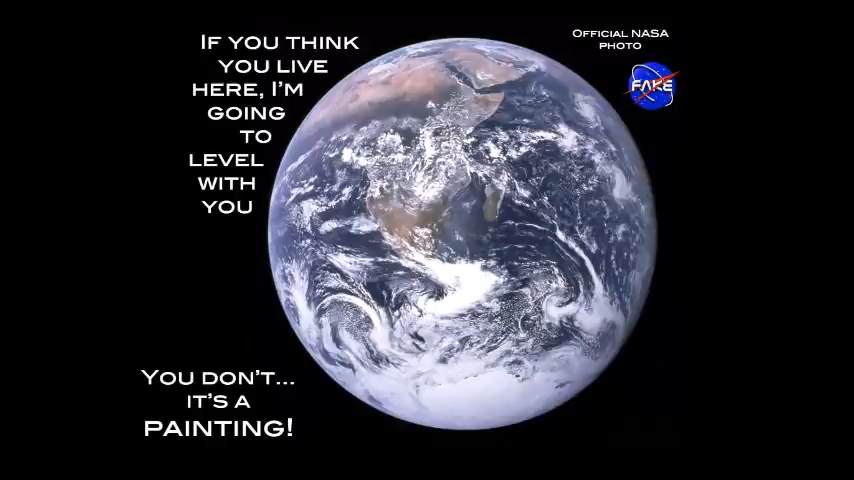 IF YOU THINK
YOU LIVE
HERE, I'M
GOING
TO
LEVEL
WITH
YOU
OFFICIAL NASA
PHOTO
FAKE
YOU DON'T...
IT'S A
PAINTING!